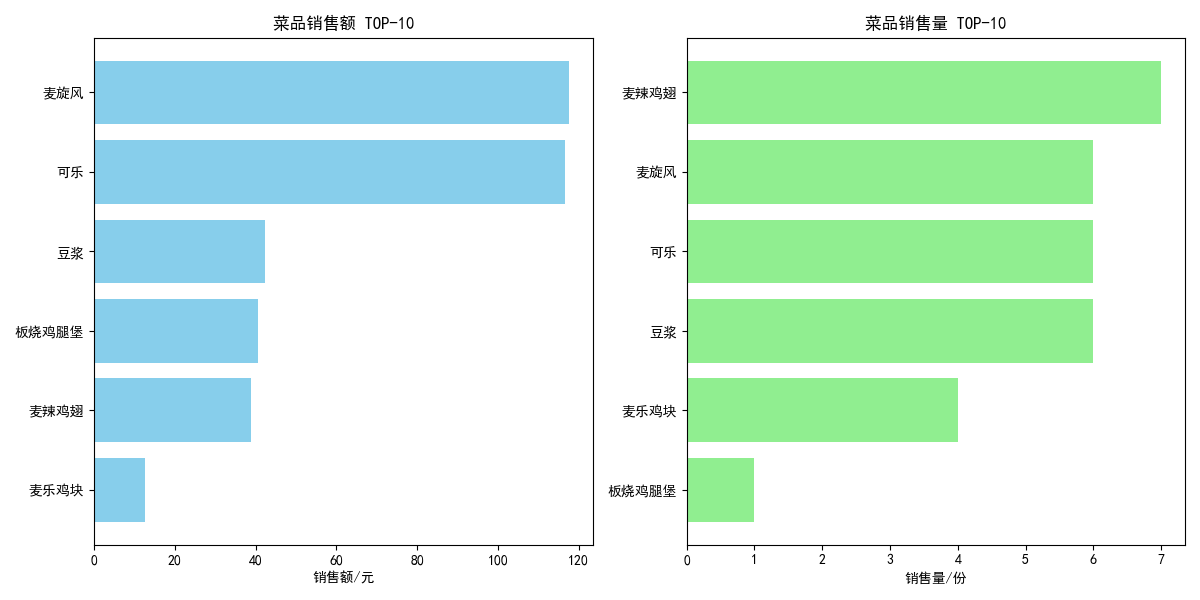 菜品销售额 TOP-10
麦旋风
可乐
豆浆
板烧鸡腿堡
麦辣鸡翅
麦乐鸡块
0 20 40 60 80 100 120
销售额/元
菜品销售量 TOP-10
麦辣鸡翅
麦旋风
可乐
豆浆
麦乐鸡块
板烧鸡腿堡
0 1 2 3 4 5 6 7
销售量/份